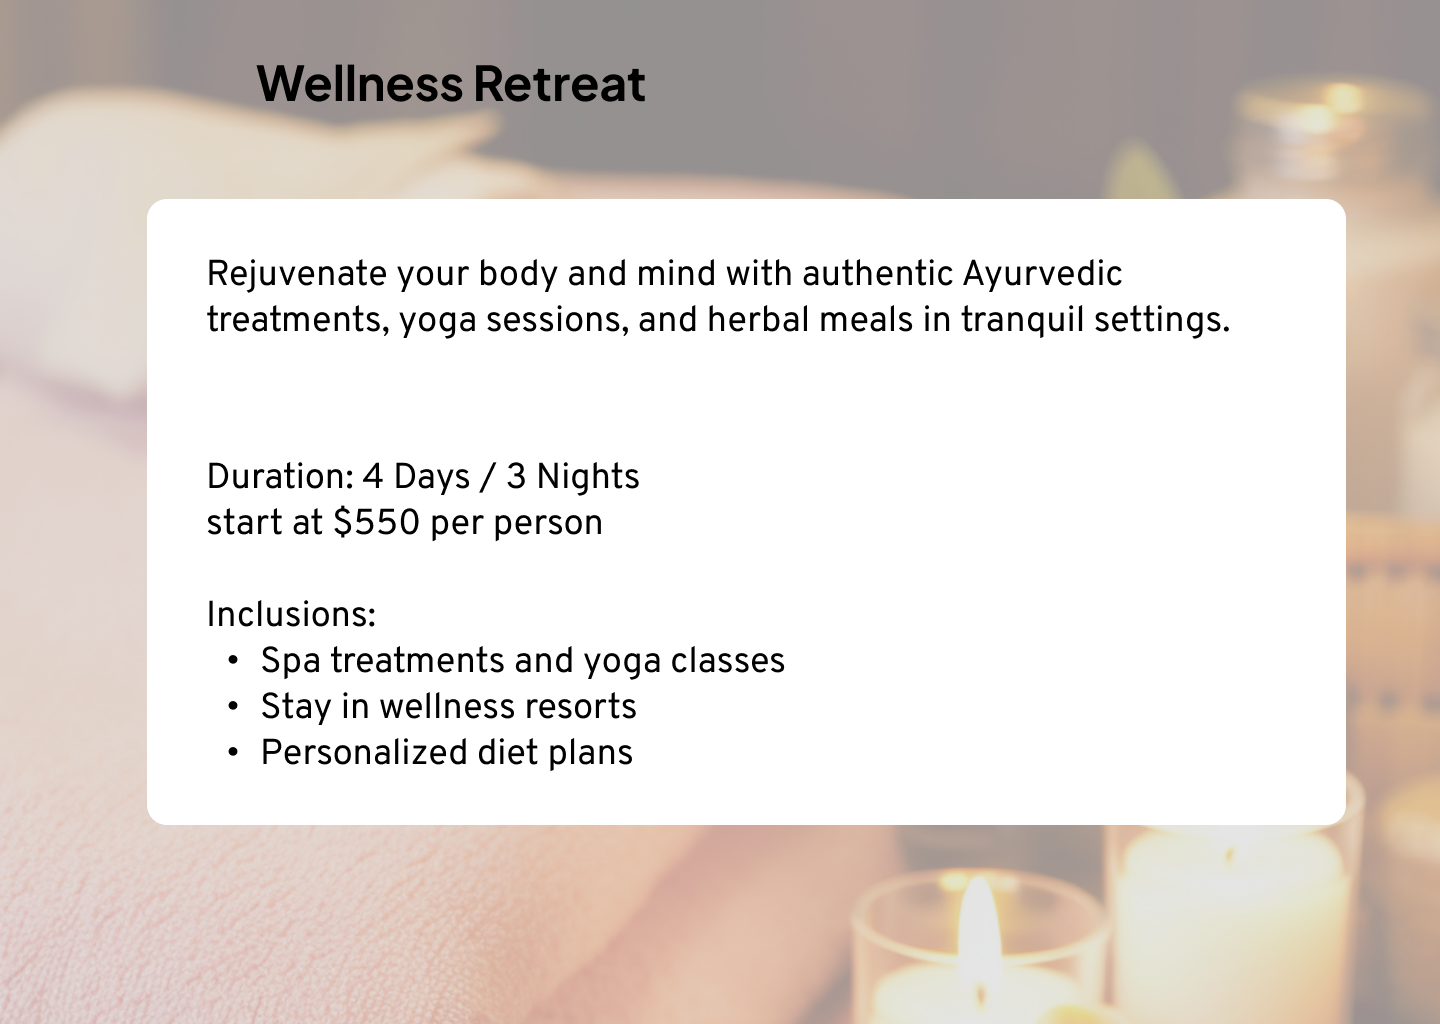 Wellness Retreat
Rejuvenate your body and mind with authentic Ayurvedic
treatments, yoga sessions, and herbal meals in tranquil settings.
Duration: 4 Days / 3 Nights
start at $550 per person
Inclusions:
• Spa treatments and yoga classes
• Stay in wellness resorts
• Personalized diet plans